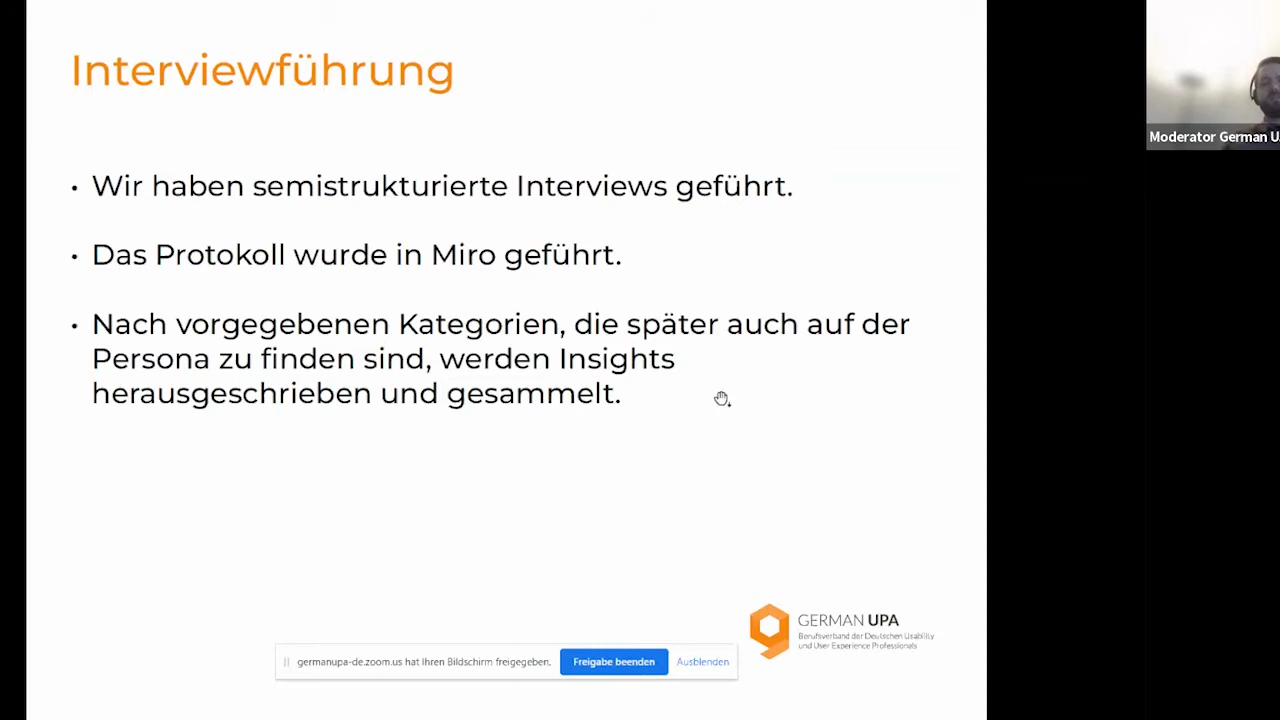 Interviewführung
Moderator German U
• Wir haben semistrukturierte Interviews geführt.
• Das Protokoll wurde in Miro geführt.
• Nach vorgegebenen Kategorien, die später auch auf der
Persona zu finden sind, werden Insights
herausgeschrieben und gesammelt.
GERMAN UPA
Berufsverband der Deutschen Usability
und User Experience Professionals
germanupa-de.zoom.us hat Ihren Bildschirm freigegeben.
Freigabe beenden
Ausblenden